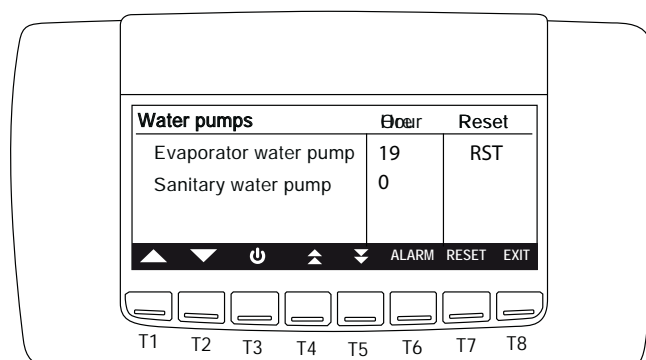 Water pumps Reset
Evaporator water pump 19 RST
Sanitary water pump 0
ALARM RESET EXIT
T1 T2 T3 T4 T5 T6 T7 T8